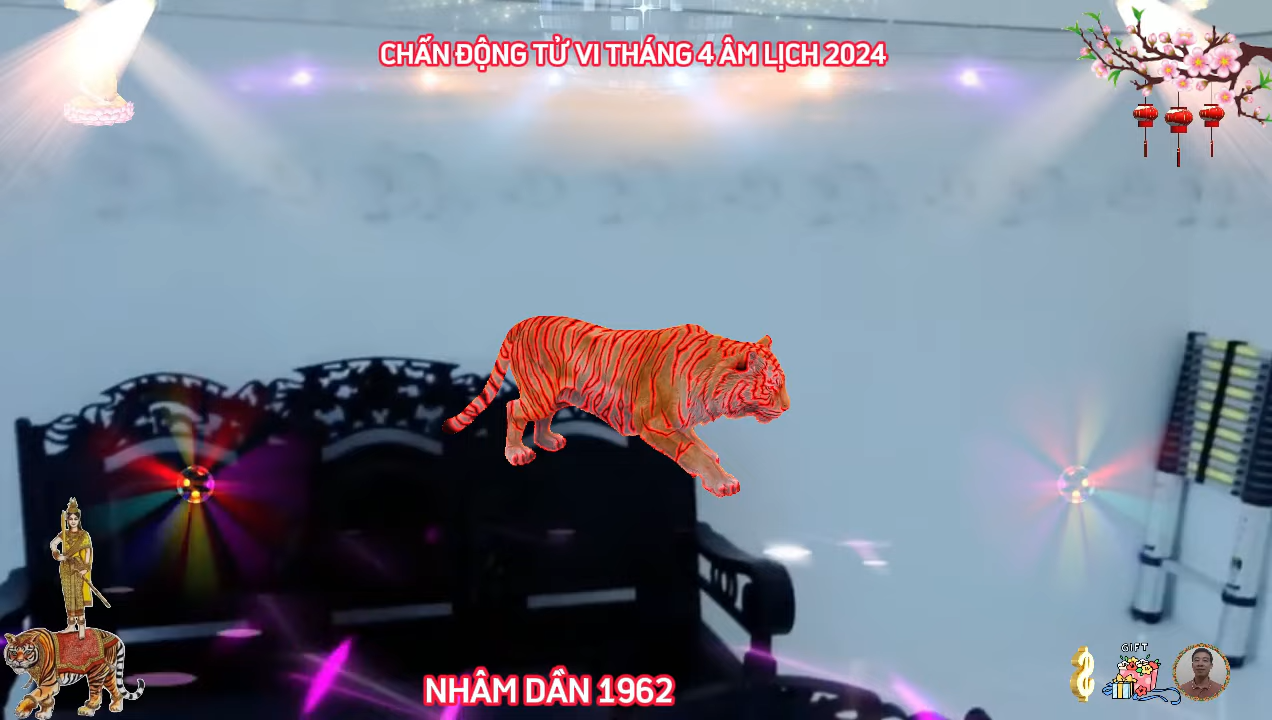 CHẤN ĐỘNG TỬ VI THÁNG 4 ÂM LỊCH 2024
GIFT
NHÂM DẦN 1962